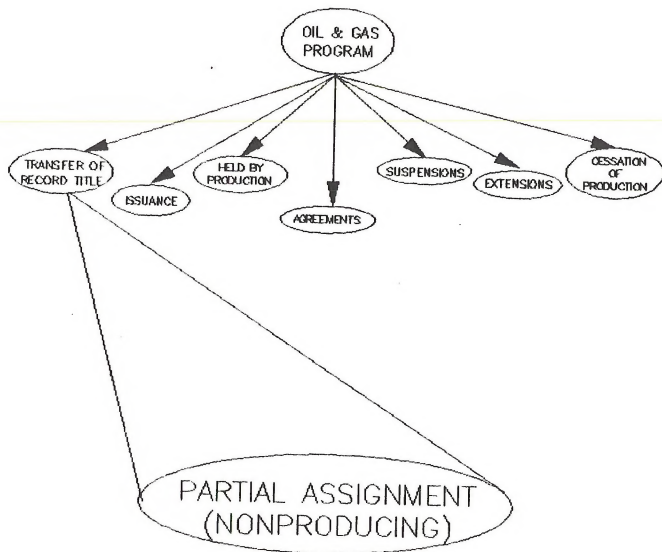 OIL & GAS
PROGRAM
TRANSFER OF
RECORD TITLE
ISSUANCE
HELD BY
PRODUCTION
AGREEMENTS
SUSPENSIONS
EXTENSIONS
CESSATION
OF
PRODUCTION
PARTIAL ASSIGNMENT
(NONPRODUCING)